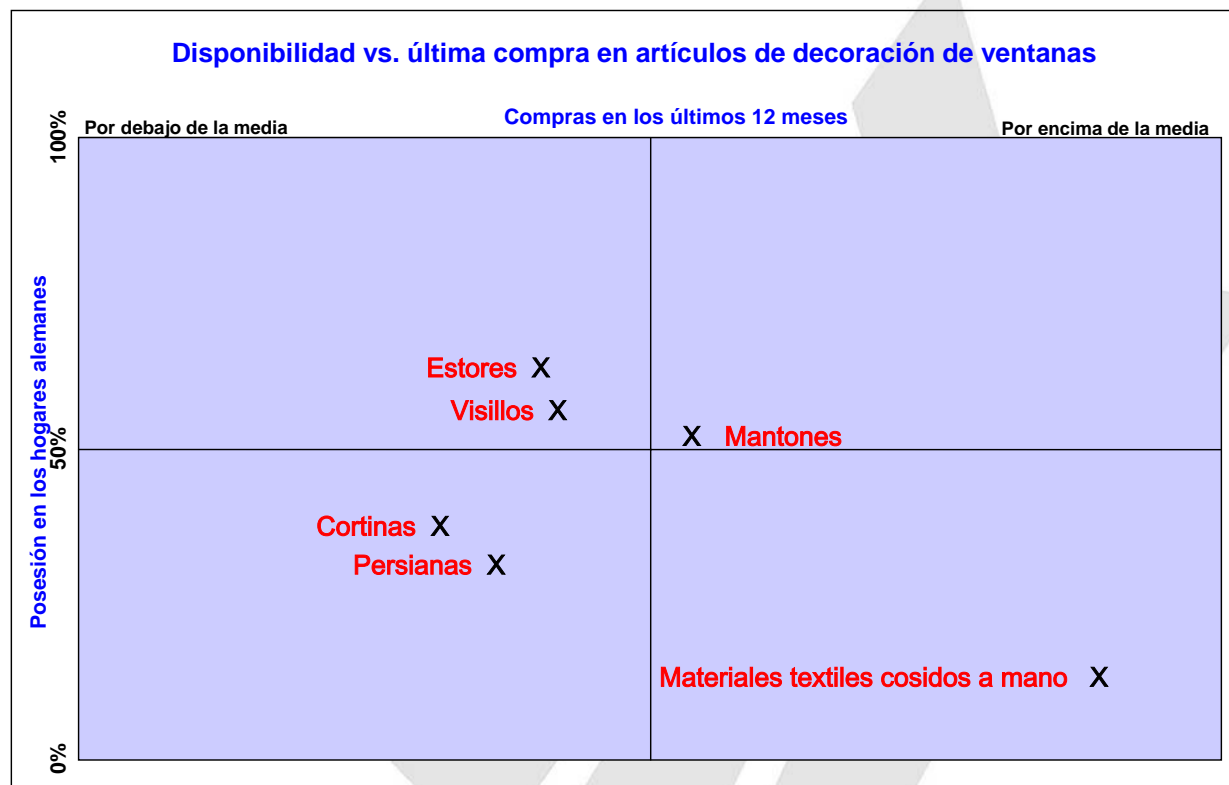 Disponibilidad vs. última compra en artículos de decoración de ventanas
Compras en los últimos 12 meses
Por debajo de la media
Por encima de la media
100%
Posesión en los hogares alemanes
Estores X
Visillos X
X Mantones
50%
Cortinas X
Persianas X
Materiales textiles cosidos a mano X
0%